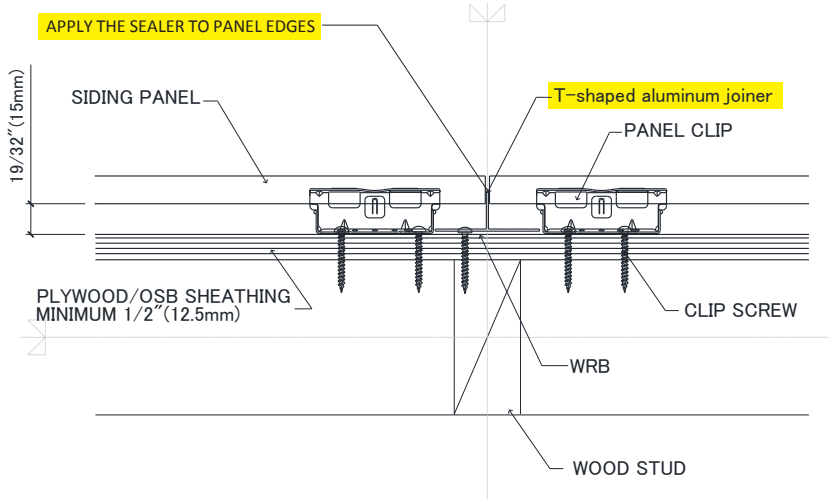 APPLY THE SEALER TO PANEL EDGES
T-shaped aluminum joiner
SIDING PANEL
PANEL CLIP
19/32"(15mm)
PLYWOOD/OSB SHEATHING
MINIMUM 1/2"(12.5mm)
CLIP SCREW
WRB
WOOD STUD